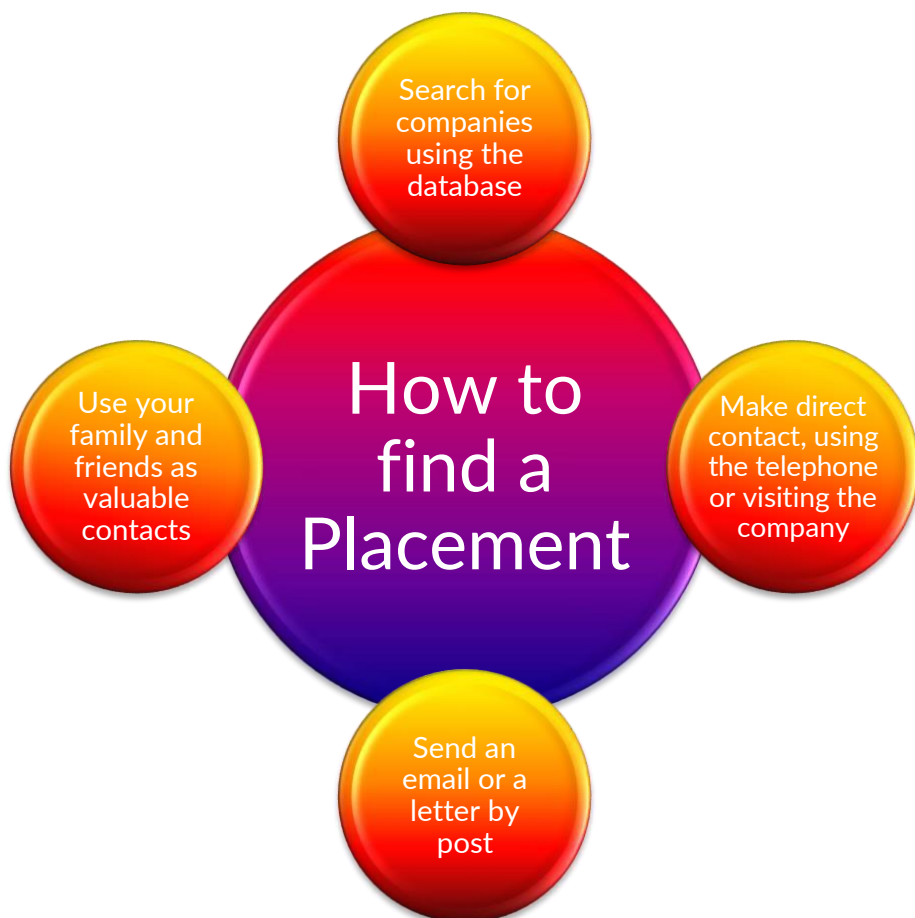 Search for
companies
using the
database
How to
find a
Placement
Make direct
contact, using
the telephone
or visiting the
company
Send an
email or a
letter by
post
Use your
family and
friends as
valuable
contacts